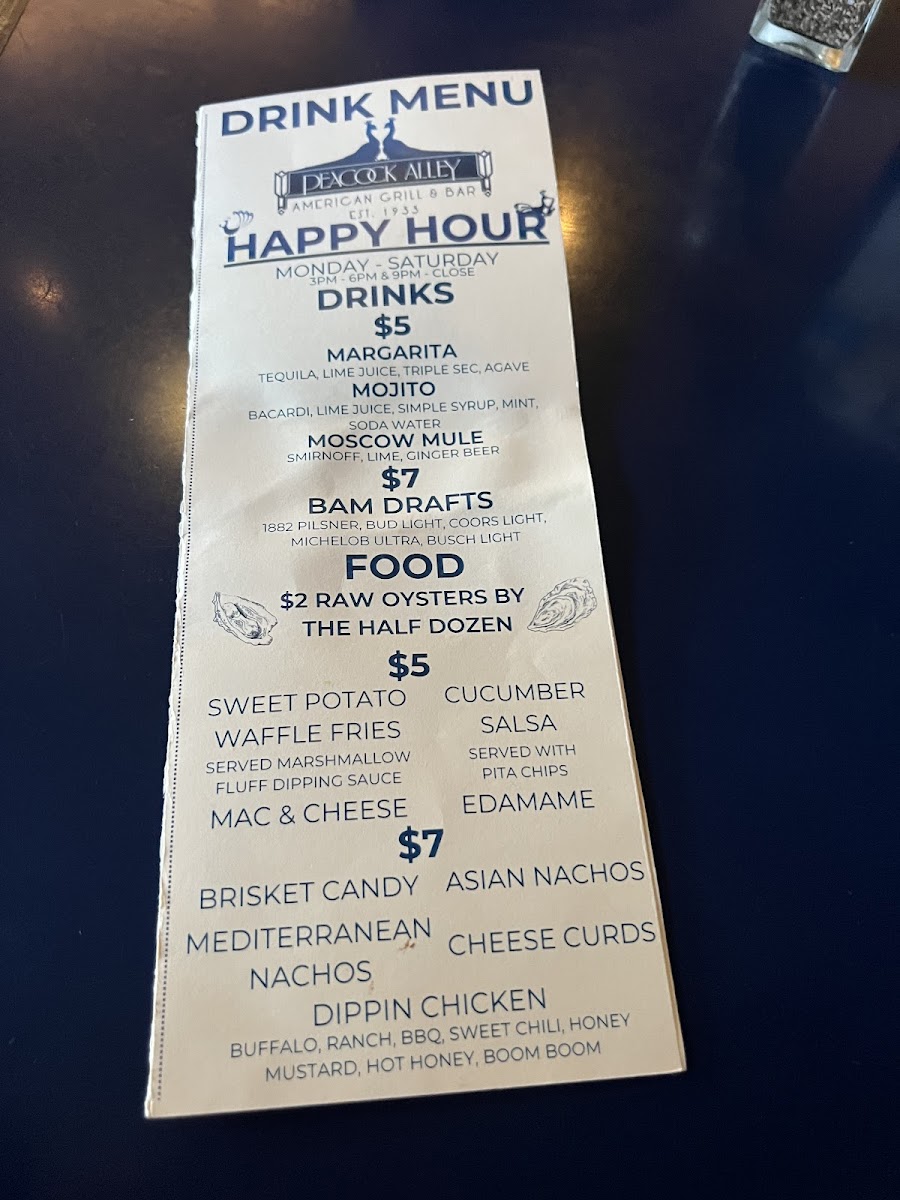 DRINK MENU
PEACOCK ALLEY
AMERICAN GRILL & BAR
EST. 1933
HAPPY HOUR
MONDAY - SATURDAY
3PM - 6PM & 9PM - CLOSE
DRINKS
$5
MARGARITA
TEQUILA, LIME JUICE, TRIPLE SEC, AGAVE
MOJITO
BACARDI, LIME JUICE, SIMPLE SYRUP, MINT,
SODA WATER
MOSCOW MULE
SMIRNOFF, LIME, GINGER BEER
$7
BAM DRAFTS
1882 PILSNER, BUD LIGHT, COORS LIGHT,
MICHELOB ULTRA, BUSCH LIGHT
FOOD
$2 RAW OYSTERS BY
THE HALF DOZEN
$5
SWEET POTATO
WAFFLE FRIES
SERVED MARSHMALLOW
FLUFF DIPPING SAUCE
MAC & CHEESE
CUCUMBER
SALSA
SERVED WITH
PITA CHIPS
EDAMAME
$7
BRISKET CANDY
MEDITERRANEAN
NACHOS
ASIAN NACHOS
CHEESE CURDS
DIPPIN CHICKEN
BUFFALO, RANCH, BBQ, SWEET CHILI, HONEY
MUSTARD, HOT HONEY, BOOM BOOM